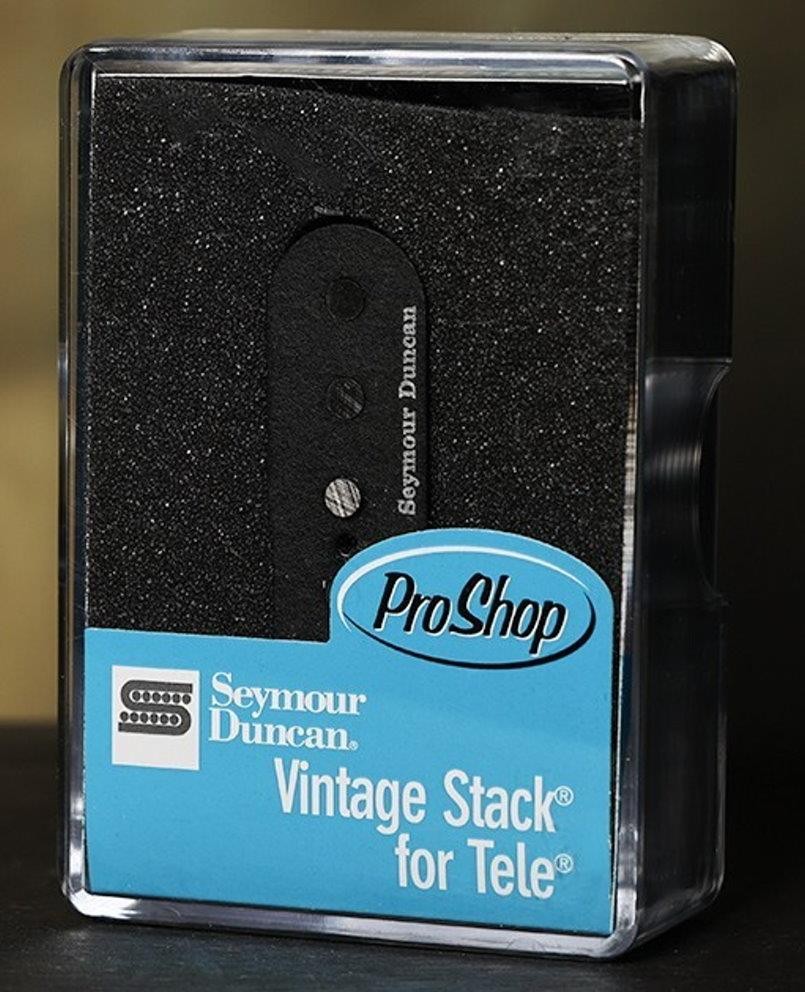 Seymour Duncan
ProShop
Seymour
Duncan®
Vintage Stack®
for Tele®